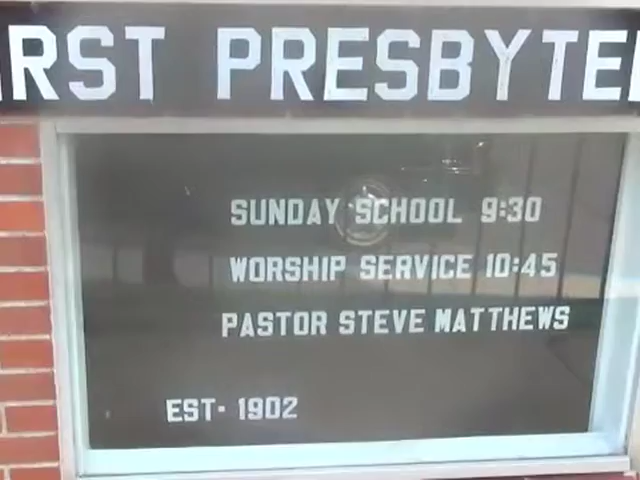 RST PRESBYTE
SUNDAY SCHOOL 9:30
WORSHIP SERVICE 10:45
PASTOR STEVE MATTHEWS
EST- 1902